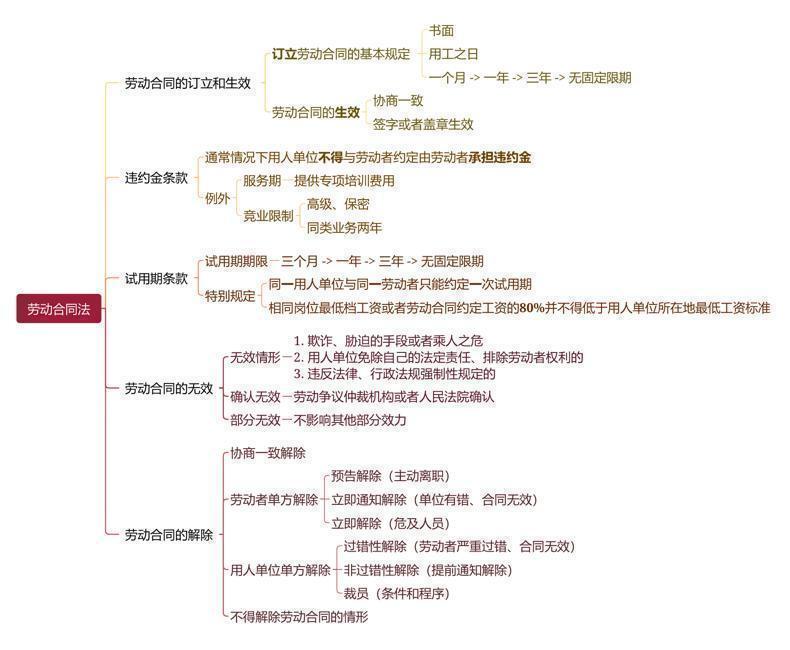 劳动合同法
劳动合同的订立和生效
订立劳动合同的基本规定
书面
用工之日
一个月 -> 一年 -> 三年 -> 无固定限期
劳动合同的生效
协商一致
签字或者盖章生效
违约金条款
通常情况下用人单位不得与劳动者约定由劳动者承担违约金
例外
服务期
提供专项培训费用
竞业限制
高级、保密
同类业务两年
试用期条款
试用期期限
三个月 -> 一年 -> 三年 -> 无固定限期
特别规定
同一用人单位与同一劳动者只能约定一次试用期
相同岗位最低档工资或者劳动合同约定工资的80%并不得低于用人单位所在地最低工资标准
劳动合同的无效
无效情形
1. 欺诈、胁迫的手段或者乘人之危
2. 用人单位免除自己的法定责任、排除劳动者权利的
3. 违反法律、行政法规强制性规定的
确认无效
劳动争议仲裁机构或者人民法院确认
部分无效
不影响其他部分效力
劳动合同的解除
协商一致解除
劳动者单方解除
预告解除（主动离职）
立即通知解除（单位有错、合同无效）
立即解除（危及人员）
用人单位单方解除
过错性解除（劳动者严重过错、合同无效）
非过错性解除（提前通知解除）
裁员（条件和程序）
不得解除劳动合同的情形